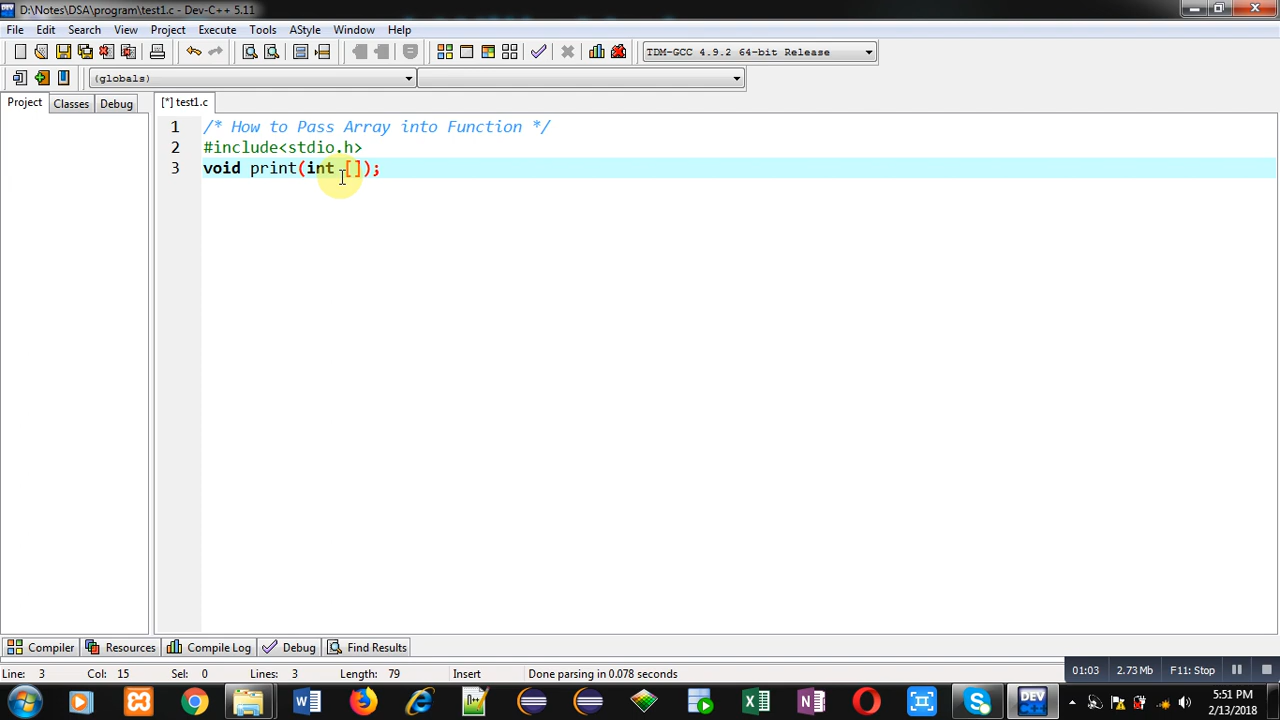 D:\Notes\DSA\program\test1.c - Dev-C++ 5.11
File Edit Search View Project Execute Tools AStyle Window Help
TDM-GCC 4.9.2 64-bit Release
(globals)
Project Classes Debug [*] test1.c
1 /* How to Pass Array into Function */
2 #include<stdio.h>
3 void print(int []);
Compiler Resources Compile Log Debug Find Results
Line: 3 Col: 15 Sel: 0 Lines: 3 Length: 79 Insert Done parsing in 0.078 seconds
01:03 2.73 Mb F11: Stop
DEV
5:51 PM
2/13/2018